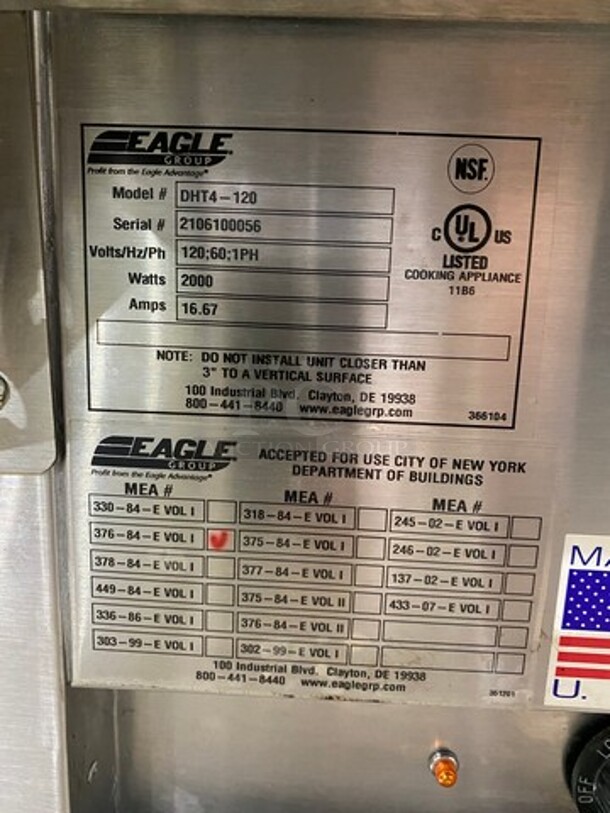 EAGLE
GROUP
Profit from the Eagle Advantage®
NSF.
Model # DHT4-120
Serial # 2106100056
Volts/Hz/Ph 120;60;1PH
Watts 2000
Amps 16.67
C UL US
LISTED
COOKING APPLIANCE
11B6
NOTE: DO NOT INSTALL UNIT CLOSER THAN
3" TO A VERTICAL SURFACE
100 Industrial Blvd. Clayton, DE 19938
800-441-8440 www.eaglegrp.com
366104
EAGLE
GROUP
Profit from the Eagle Advantage®
ACCEPTED FOR USE CITY OF NEW YORK
DEPARTMENT OF BUILDINGS
MEA # MEA # MEA #
330-84-E VOL I 318-84-E VOL I 245-02-E VOL I
376-84-E VOL I 375-84-E VOL I 246-02-E VOL I
378-84-E VOL I 377-84-E VOL I 137-02-E VOL I
449-84-E VOL I 375-84-E VOL II 433-07-E VOL I
336-86-E VOL I 376-84-E VOL II
303-99-E VOL I 302-99-E VOL I
100 Industrial Blvd. Clayton, DE 19938
800-441-8440 www.eaglegrp.com
MA
U.
OFF
LO